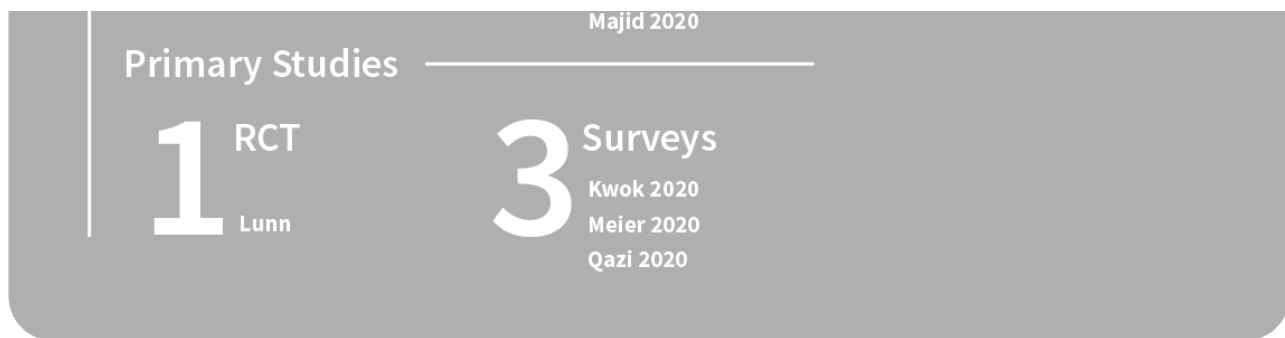 Majid 2020
Primary Studies
1 RCT
Lunn
3 Surveys
Kwok 2020
Meier 2020
Qazi 2020